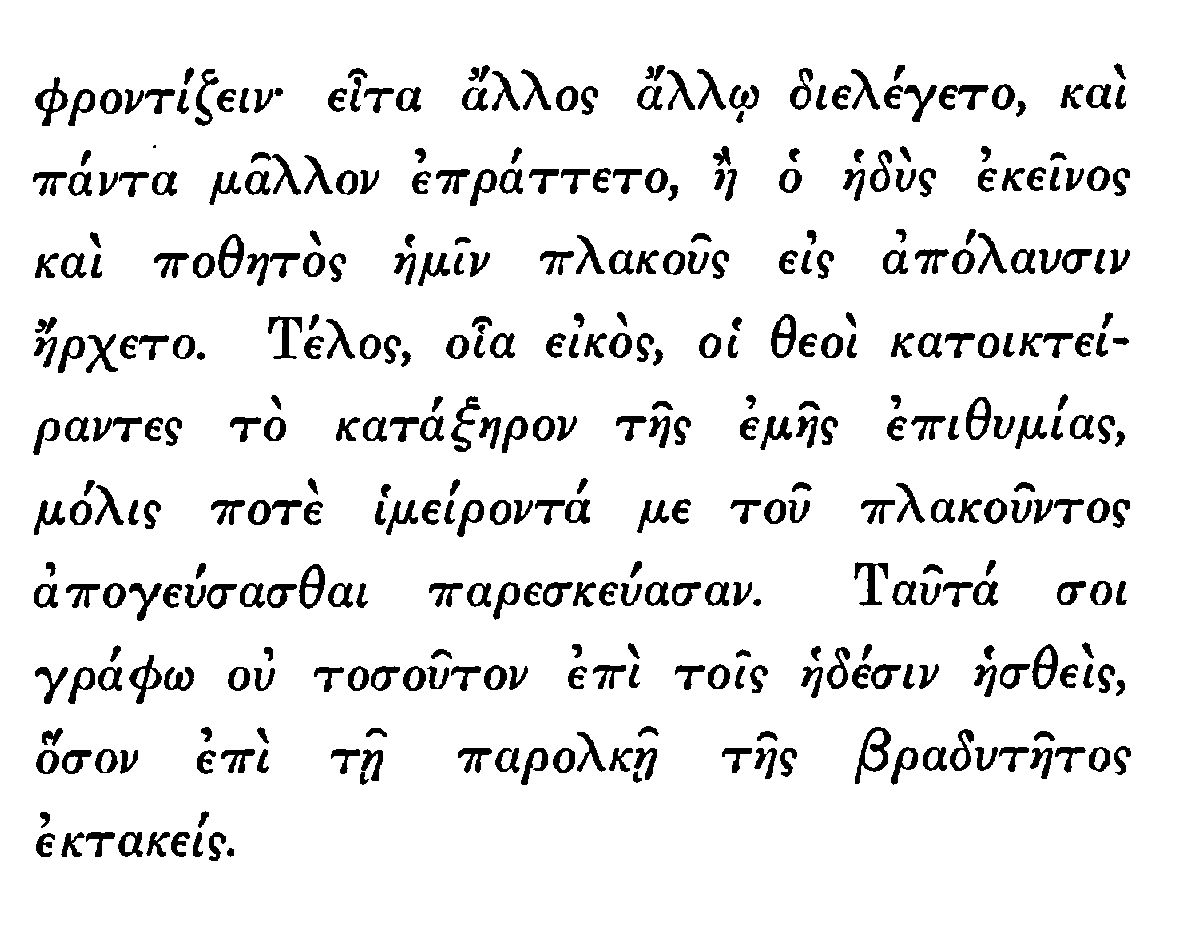 φροντίζειν· εἶτα ἄλλος ἄλλῳ διελέγετο, καὶ
πάντα μᾶλλον ἐπράττετο, ἢ ὁ ἡδὺς ἐκεῖνος
καὶ ποθητὸς ἡμῖν πλακοῦς εἰς ἀπόλαυσιν
ἤρχετο. Τέλος, οἷα εἰκὸς, οἱ θεοὶ κατοικτεί-
ραντες τὸ κατάξηρον τῆς ἐμῆς ἐπιθυμίας,
μόλις ποτὲ ἱμείροντά με τοῦ πλακοῦντος
ἀπογεύσασθαι παρεσκεύασαν. Ταῦτά σοι
γράφω οὐ τοσοῦτον ἐπὶ τοῖς ἡδέσιν ἡσθεὶς,
ὅσον ἐπὶ τῇ παρολκῇ τῆς βραδυτῆτος
ἐκτακείς.